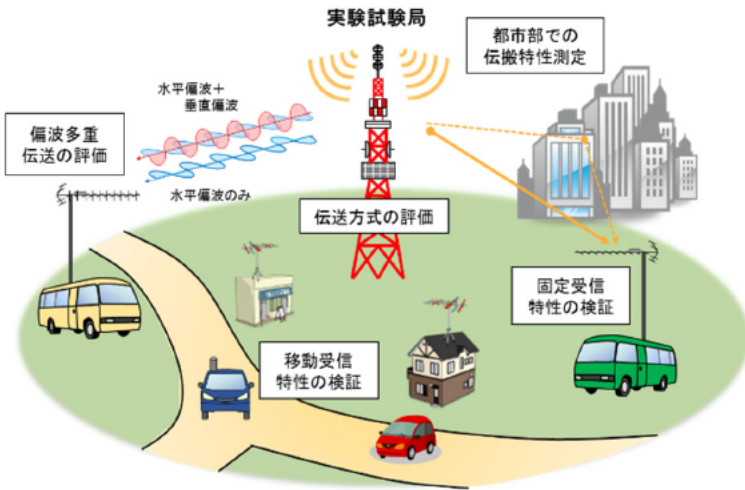 実験試験局
都市部での
伝搬特性測定
水平偏波＋
垂直偏波
偏波多重
伝送の評価
水平偏波のみ
伝送方式の評価
固定受信
特性の検証
移動受信
特性の検証